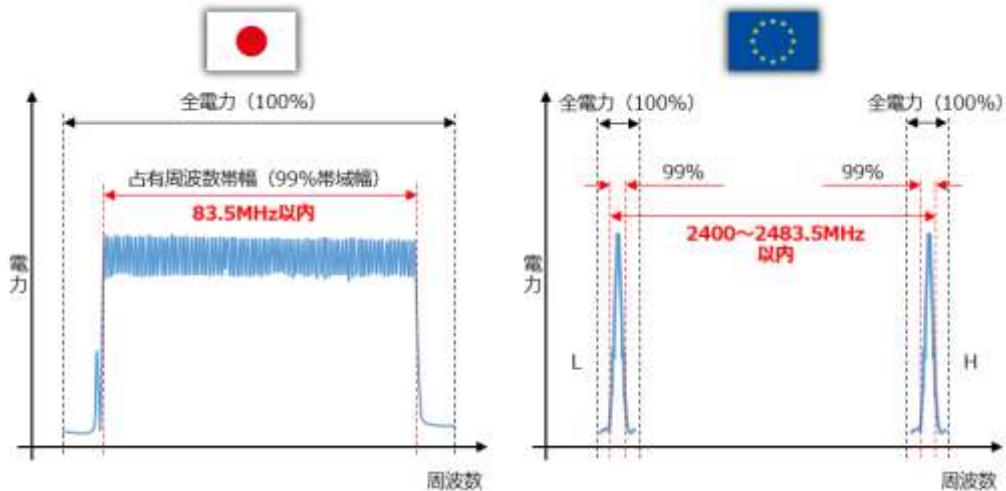 全電力（100%）
占有周波数帯幅（99%帯域幅）
83.5MHz以内
電力
周波数
全電力（100%）
全電力（100%）
99%
99%
2400～2483.5MHz
以内
電力
L
H
周波数